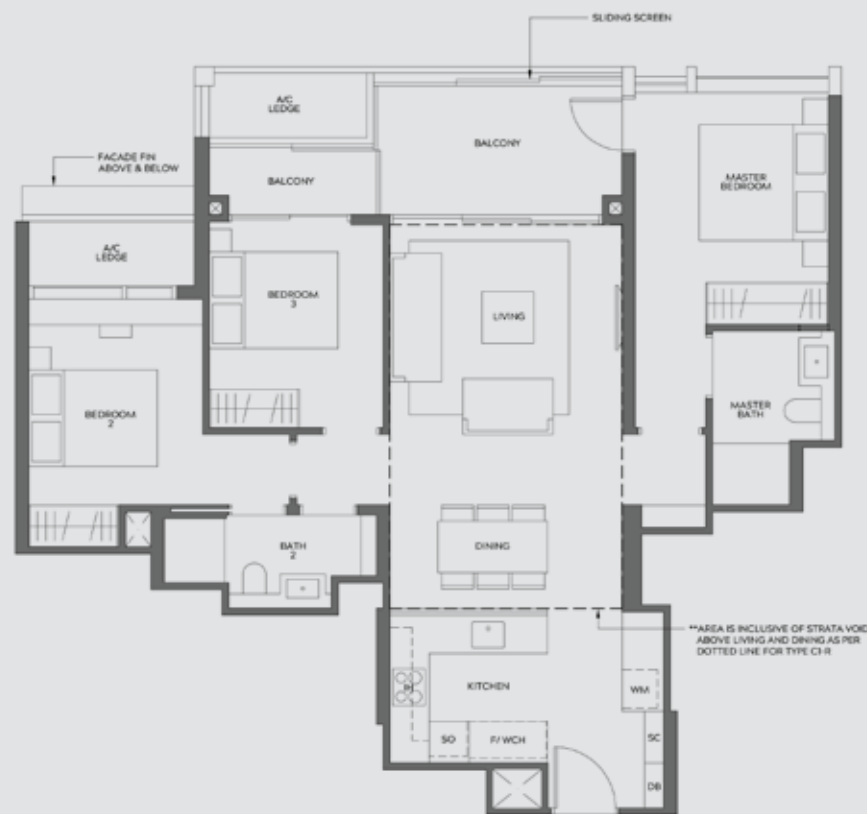 SLIDING SCREEN
A/C
LEDGE
BALCONY
FACADE FIN
ABOVE & BELOW
BALCONY
MASTER
BEDROOM
A/C
LEDGE
BEDROOM
3
LIVING
BEDROOM
2
MASTER
BATH
BATH
2
DINING
**AREA IS INCLUSIVE OF STRATA VOID
ABOVE LIVING AND DINING AS PER
DOTTED LINE FOR TYPE C1-R
KITCHEN
WM
SO
F/ WCH
SC
DB